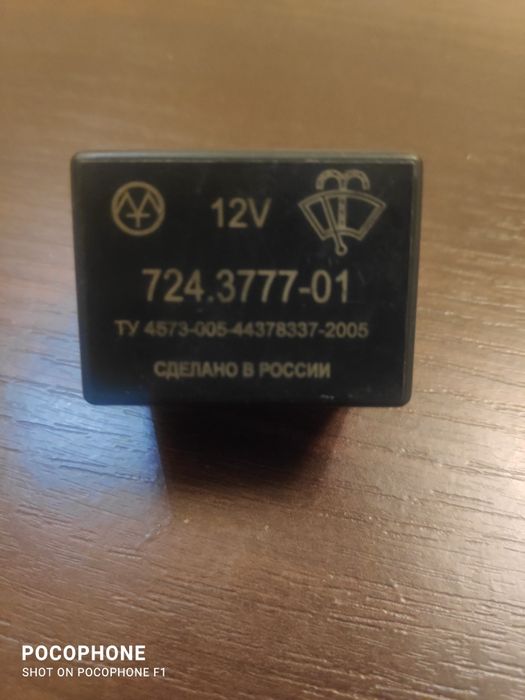 12V
724.3777-01
ТУ 4573-005-44378337-2005
СДЕЛАНО В РОССИИ
POCOPHONE
SHOT ON POCOPHONE F1